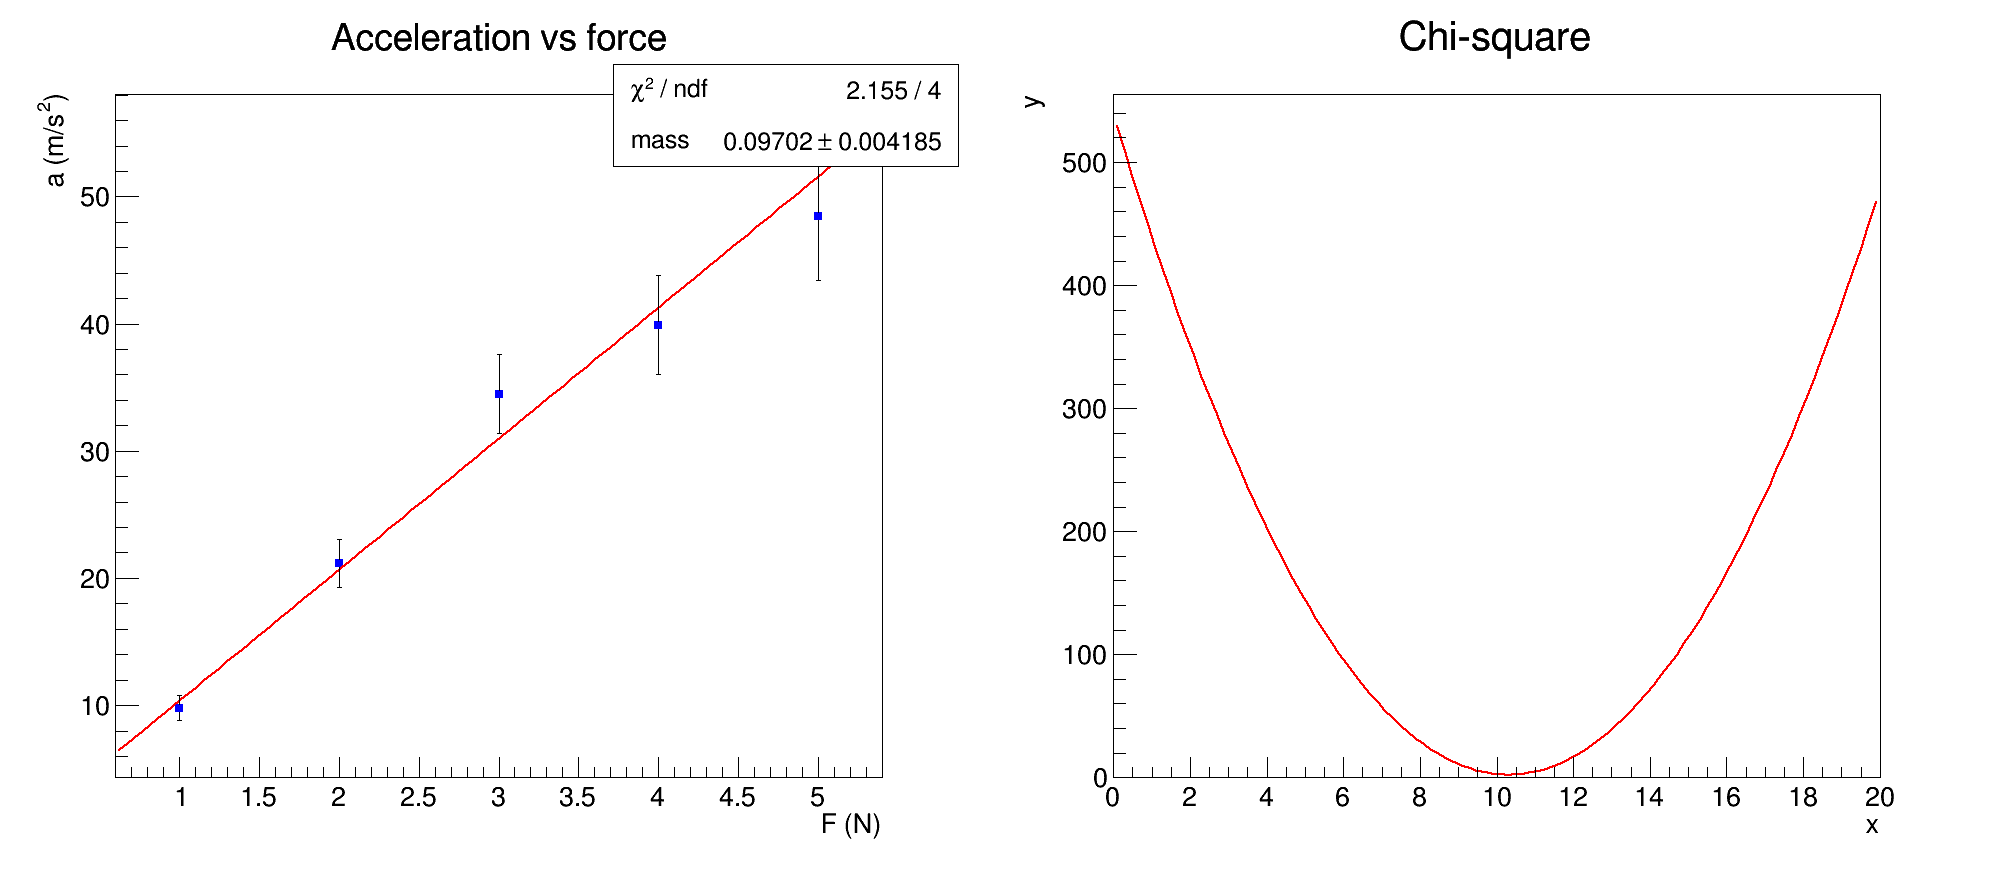 Acceleration vs force
χ² / ndf 2.155 / 4
mass 0.09702 ± 0.004185
a (m/s²)
50
40
30
20
10
1 1.5 2 2.5 3 3.5 4 4.5 5
F (N)
Chi-square
y
500
400
300
200
100
0
0 2 4 6 8 10 12 14 16 18 20
x